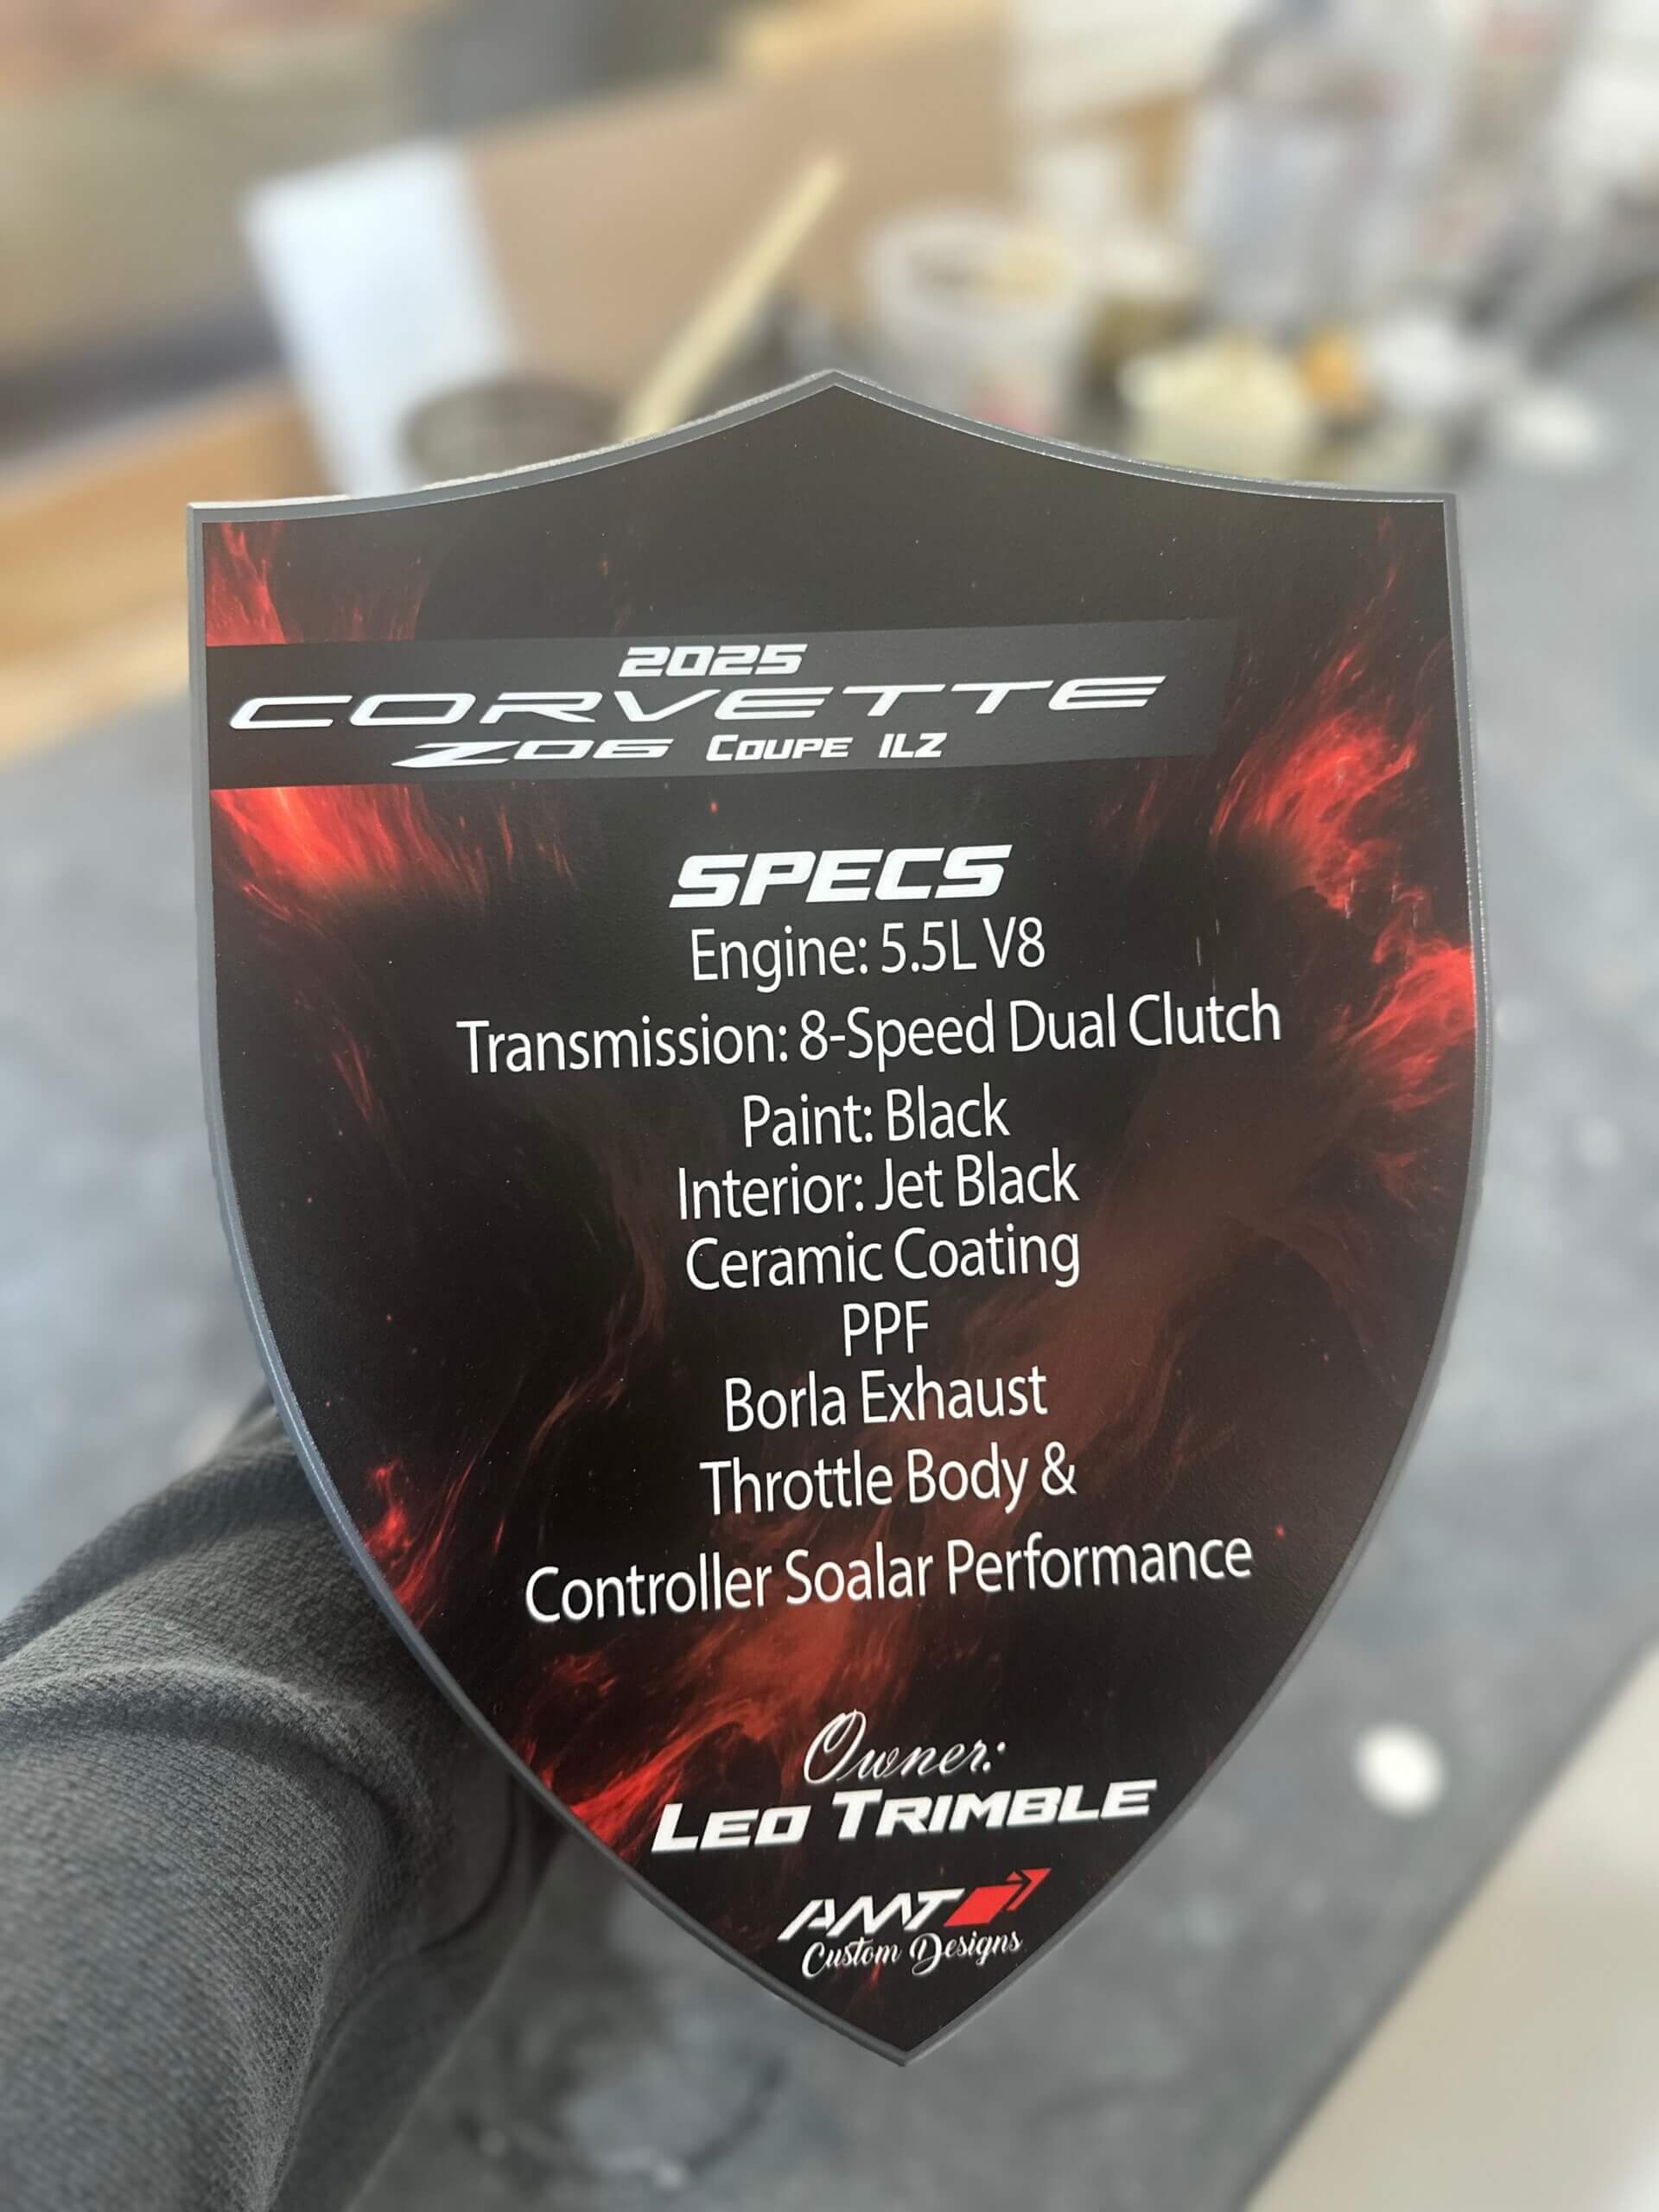 2025
CORVETTE
Z06 COUPE 1LZ
SPECS
Engine: 5.5L V8
Transmission: 8-Speed Dual Clutch
Paint: Black
Interior: Jet Black
Ceramic Coating
PPF
Borla Exhaust
Throttle Body &
Controller Soalar Performance
Owner:
LEO TRIMBLE
AMT
Custom Designs